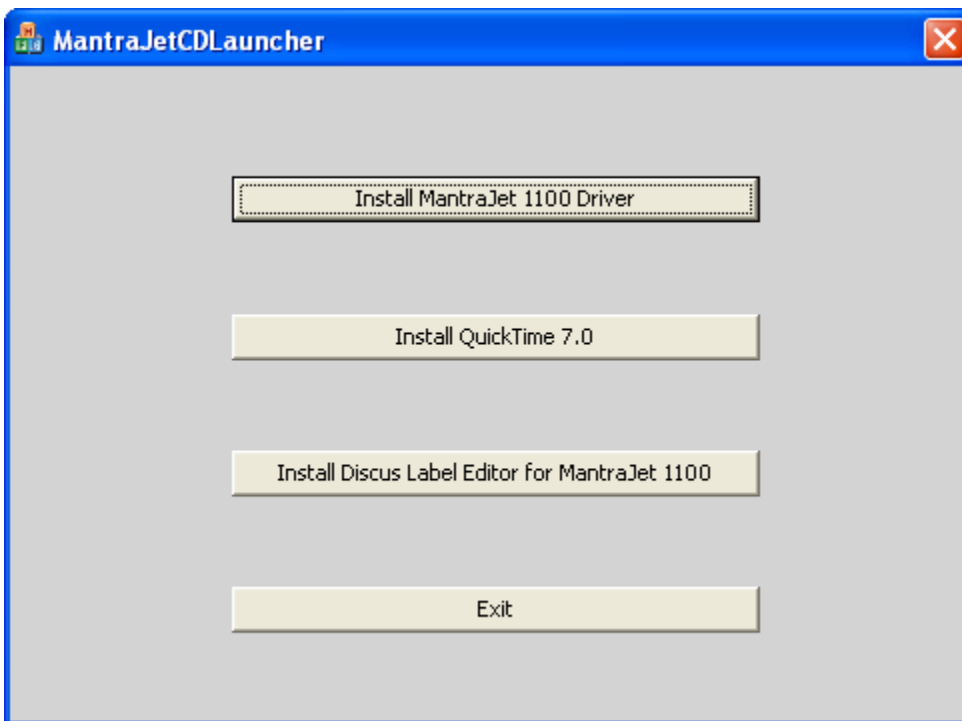 MantraJetCDLauncher
Install MantraJet 1100 Driver
Install QuickTime 7.0
Install Discus Label Editor for MantraJet 1100
Exit